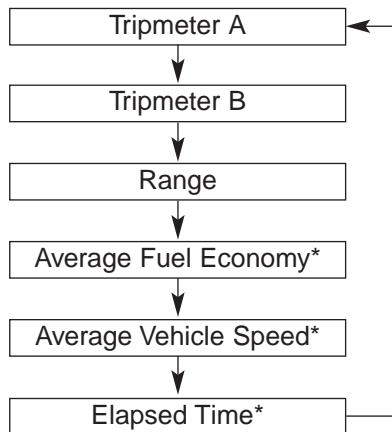 Tripmeter A
Tripmeter B
Range
Average Fuel Economy*
Average Vehicle Speed*
Elapsed Time*